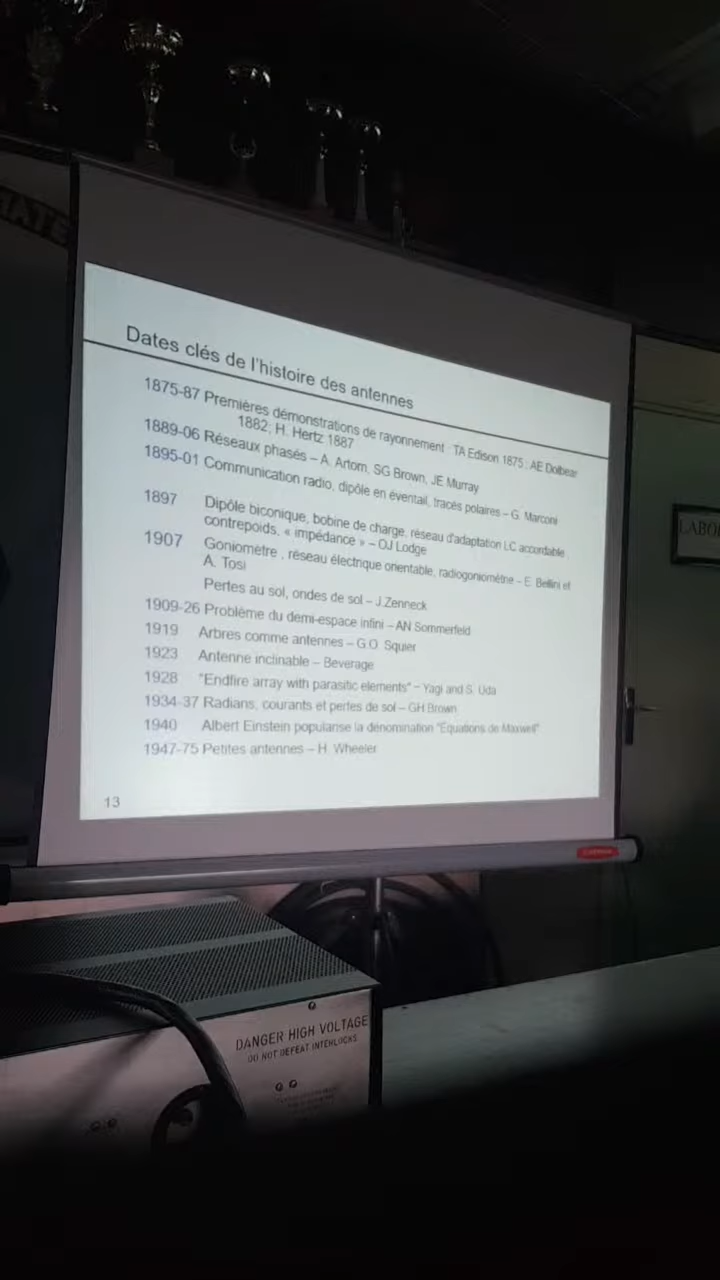 Dates clés de l'histoire des antennes
1875-87 Premières démonstrations de rayonnement : TA Edison 1875 ; AE Dolbear
1882; H. Hertz 1887
1889-06 Réseaux phasés – A. Artom, SG Brown, JE Murray
1895-01 Communication radio, dipôle en éventail, tracés polaires – G. Marconi
1897 Dipôle biconique, bobine de charge, réseau d'adaptation LC accordable,
contrepoids, « impédance » – OJ Lodge
1907 Goniomètre , réseau électrique orientable, radiogoniométrie – E. Bellini et
A. Tosi
Pertes au sol, ondes de sol – J.Zenneck
1909-26 Problème du demi-espace infini – AN Sommerfeld
1919 Arbres comme antennes – G.O. Squier
1923 Antenne inclinable – Beverage
1928 "Endfire array with parasitic elements" – Yagi and S. Uda
1934-37 Radians, courants et pertes de sol – GH Brown
1940 Albert Einstein popularise la dénomination "Equations de Maxwell"
1947-75 Petites antennes – H. Wheeler
13
LABO
DANGER HIGH VOLTAGE
DO NOT DEFEAT INTERLOCKS